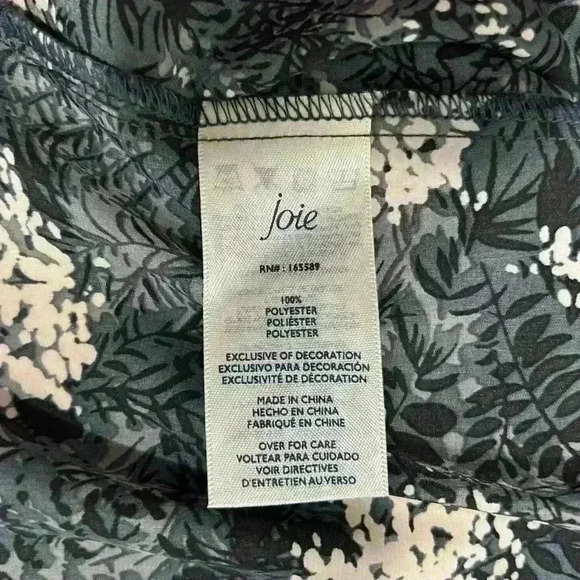 joie
RN# : 165589
100%
POLYESTER
POLIÉSTER
POLYESTER
EXCLUSIVE OF DECORATION
EXCLUSIVO PARA DECORACIÓN
EXCLUSIVITÉ DE DÉCORATION
MADE IN CHINA
HECHO EN CHINA
FABRIQUÉ EN CHINE
OVER FOR CARE
VOLTEAR PARA CUIDADO
VOIR DIRECTIVES
D'ENTRETIEN AU VERSO